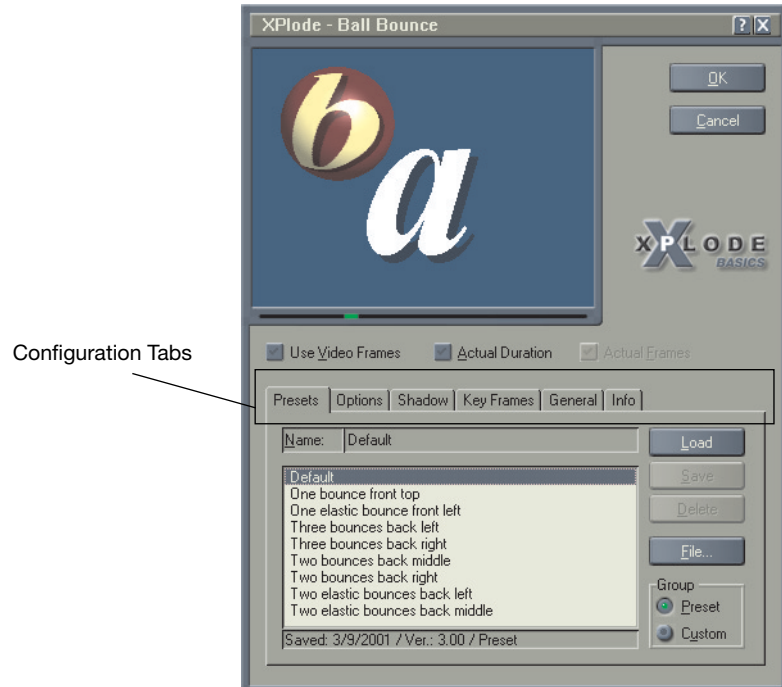 XPlode - Ball Bounce
? X
b
a
OK
Cancel
XPLODE
BASICS
Configuration Tabs
Use Video Frames
Actual Duration
Actual Frames
Presets
Options
Shadow
Key Frames
General
Info
Name:
Default
Load
Default
One bounce front top
One elastic bounce front left
Three bounces back left
Three bounces back right
Two bounces back middle
Two bounces back right
Two elastic bounces back left
Two elastic bounces back middle
Save
Delete
File...
Group
Preset
Custom
Saved: 3/9/2001 / Ver.: 3.00 / Preset